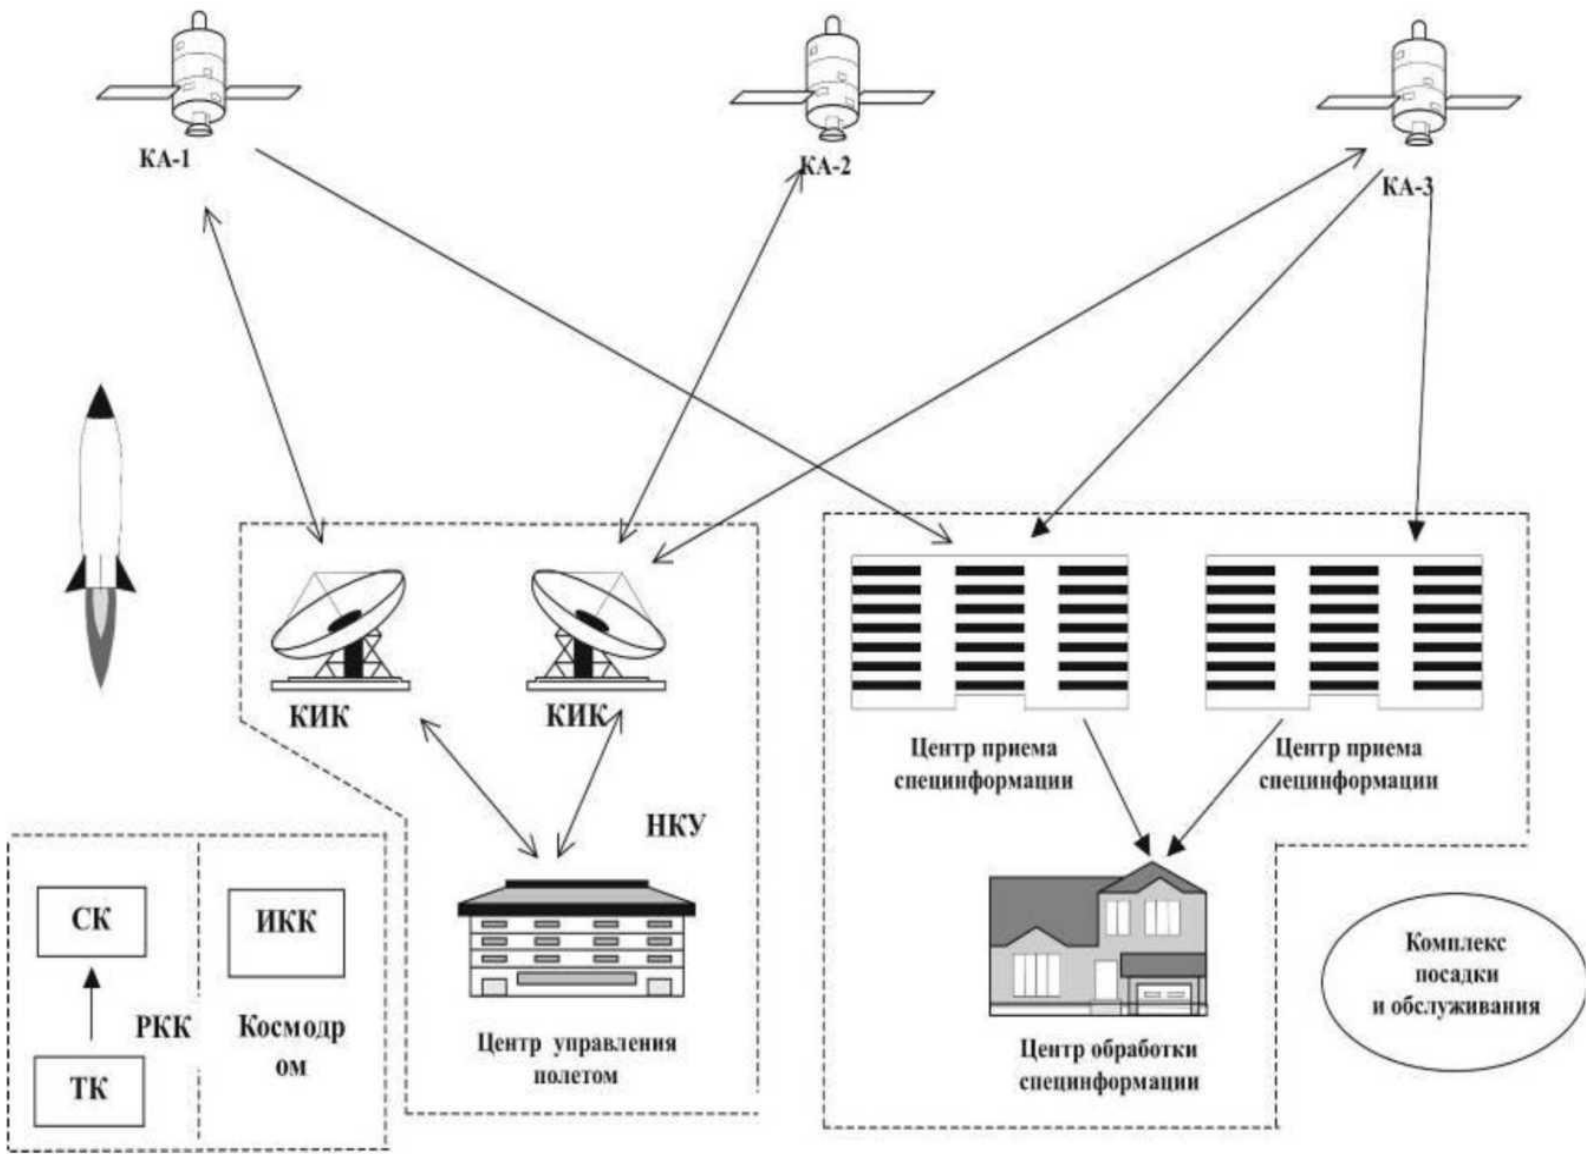 КА-1
КА-2
КА-3
КИК
КИК
Центр приема
специнформации
Центр приема
специнформации
НКУ
СК
ИКК
РКК
Космодр
ом
ТК
Центр управления
полетом
Центр обработки
специнформации
Комплекс
посадки
и обслуживания